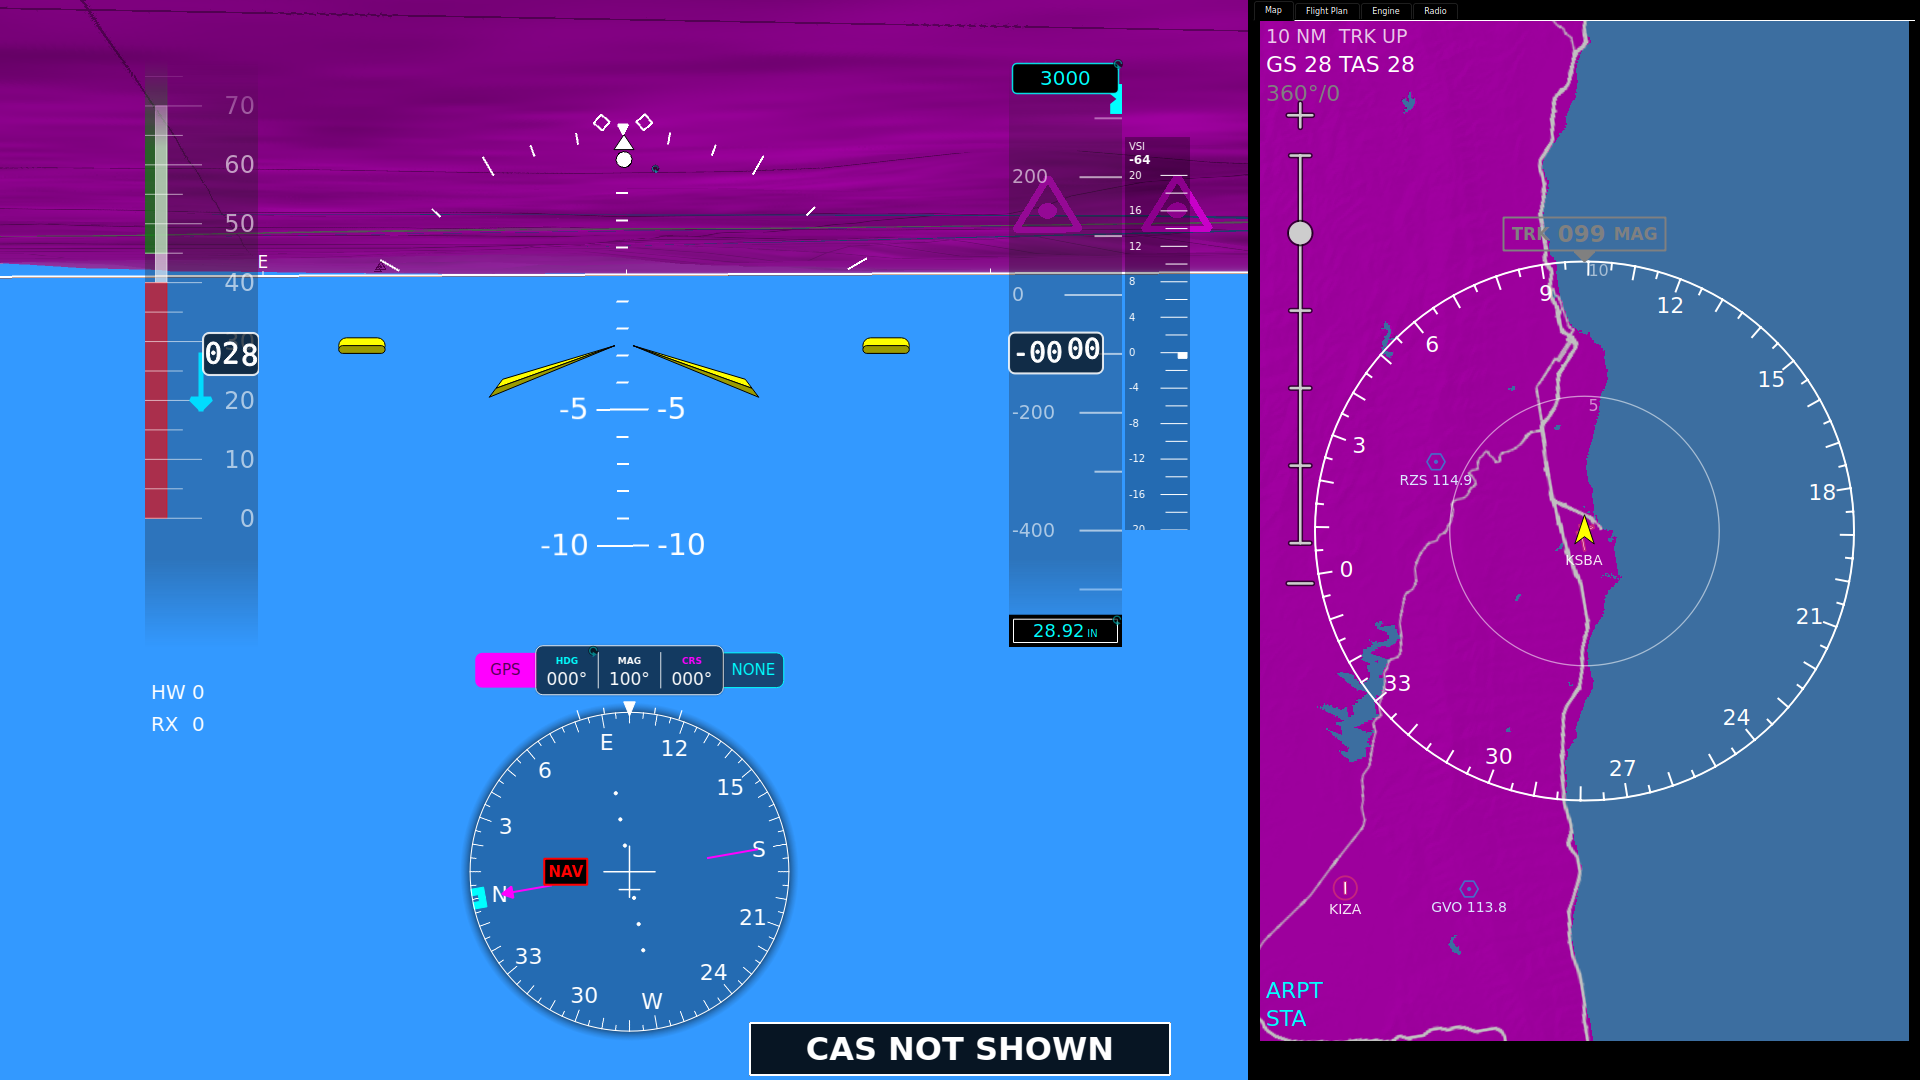 Map Flight Plan Engine Radio
10 NM TRK UP
GS 28 TAS 28
360°/0
3000
70
60
50
40
20
10
0
028
E
200
0
-200
-400
-00 00
VSI
-64
20
16
12
8
4
0
-4
-8
-12
-16
-20
-5 -5
-10 -10
28.92 IN
GPS
HDG 000°
MAG 100°
CRS 000°
NONE
HW 0
RX 0
E
12
15
S
21
24
W
30
33
N
3
6
NAV
CAS NOT SHOWN
TRK 099 MAG
10
9
12
15
18
21
24
27
30
33
0
3
6
5
RZS 114.9
KSBA
I
KIZA
GVO 113.8
ARPT
STA